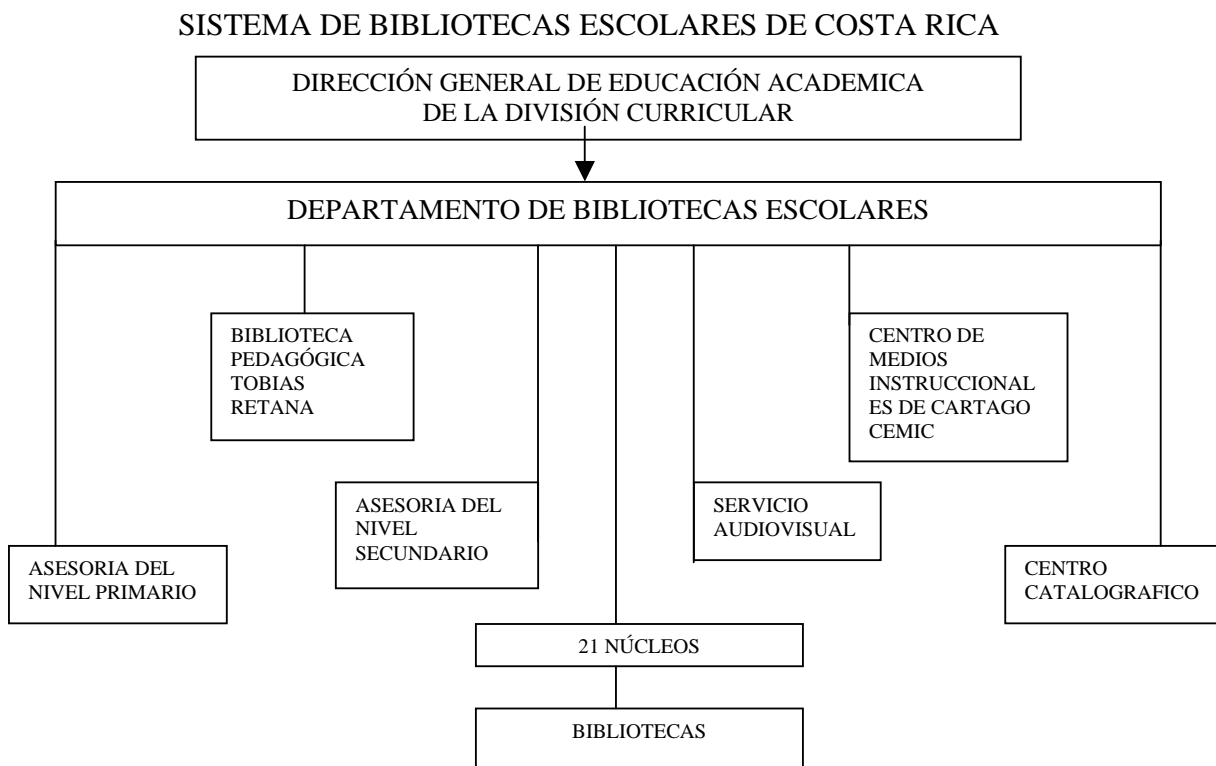 SISTEMA DE BIBLIOTECAS ESCOLARES DE COSTA RICA
DIRECCIÓN GENERAL DE EDUCACIÓN ACADEMICA
DE LA DIVISIÓN CURRICULAR
DEPARTAMENTO DE BIBLIOTECAS ESCOLARES
BIBLIOTECA
PEDAGÓGICA
TOBIAS
RETANA
CENTRO DE
MEDIOS
INSTRUCCIONAL
ES DE CARTAGO
CEMIC
ASESORIA DEL
NIVEL
SECUNDARIO
SERVICIO
AUDIOVISUAL
ASESORIA DEL
NIVEL PRIMARIO
CENTRO
CATALOGRAFICO
21 NÚCLEOS
BIBLIOTECAS